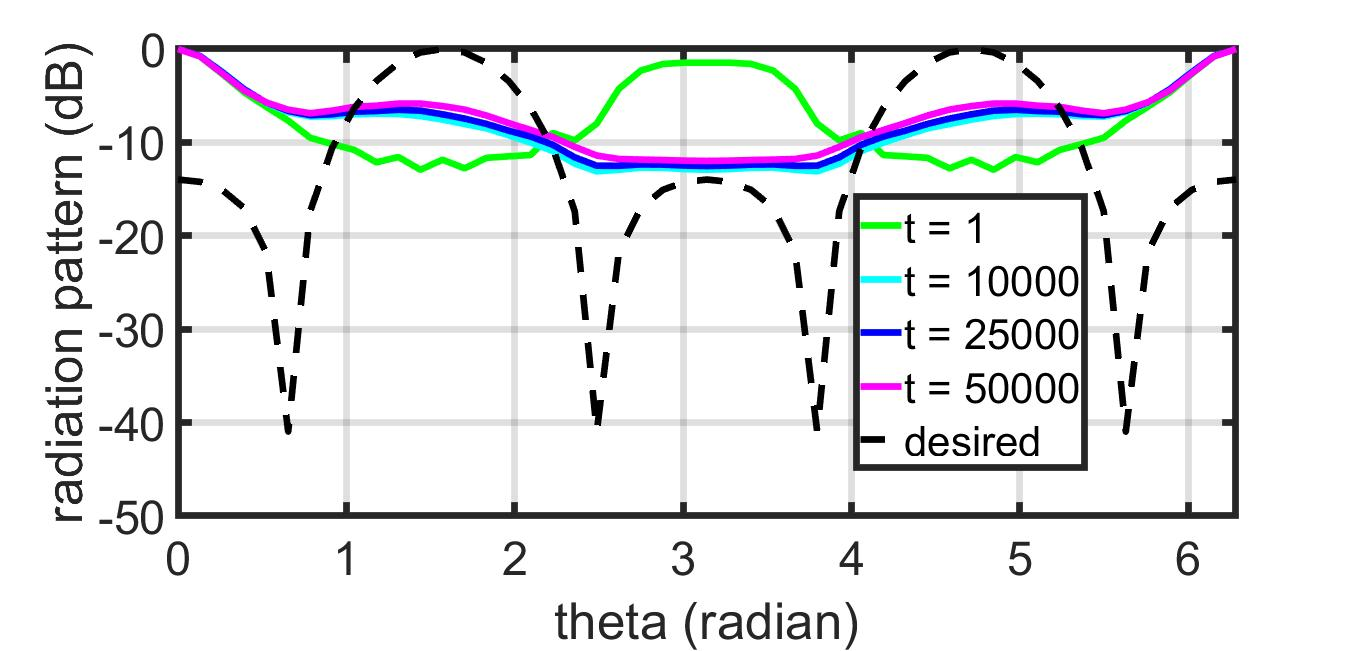 radiation pattern (dB)
0
-10
-20
-30
-40
-50
t = 1
t = 10000
t = 25000
t = 50000
desired
0 1 2 3 4 5 6
theta (radian)